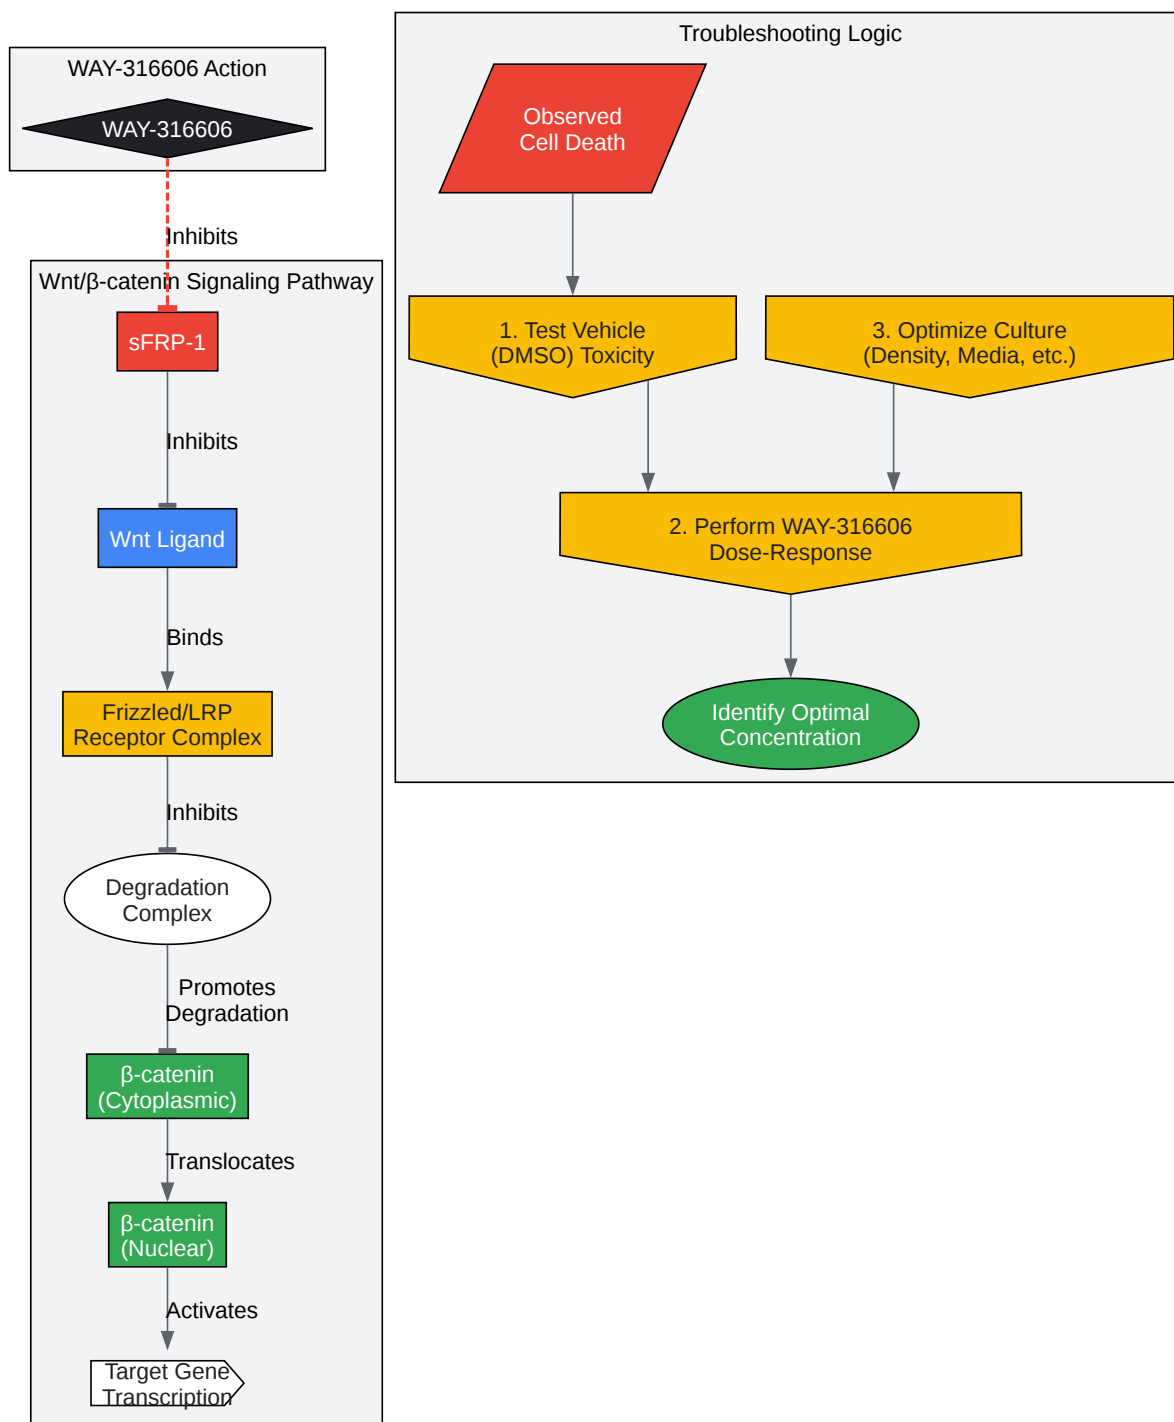 WAY-316606 Action
WAY-316606
Inhibits
Wnt/β-catenin Signaling Pathway
sFRP-1
Inhibits
Wnt Ligand
Binds
Frizzled/LRP
Receptor Complex
Inhibits
Degradation
Complex
Promotes
Degradation
β-catenin
(Cytoplasmic)
Translocates
β-catenin
(Nuclear)
Activates
Target Gene
Transcription
Troubleshooting Logic
Observed
Cell Death
1. Test Vehicle
(DMSO) Toxicity
3. Optimize Culture
(Density, Media, etc.)
2. Perform WAY-316606
Dose-Response
Identify Optimal
Concentration